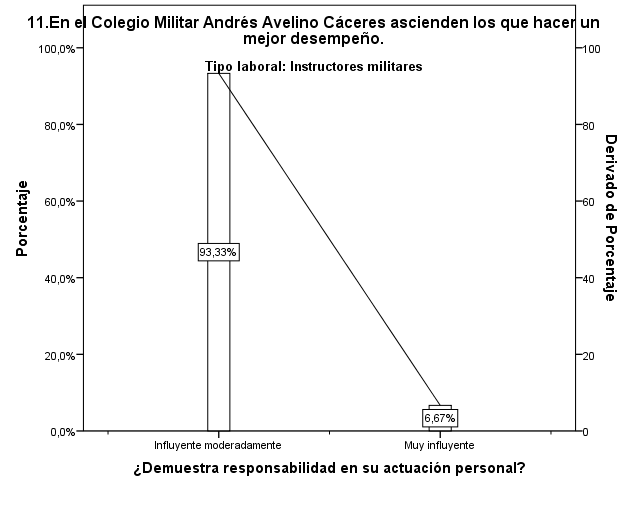 11.En el Colegio Militar Andrés Avelino Cáceres ascienden los que hacer un
mejor desempeño.
Tipo laboral: Instructores militares
100,0%
80,0%
60,0%
40,0%
20,0%
0,0%
Porcentaje
93,33%
6,67%
100
80
60
40
20
0
Derivado de Porcentaje
Influyente moderadamente
Muy influyente
¿Demuestra responsabilidad en su actuación personal?